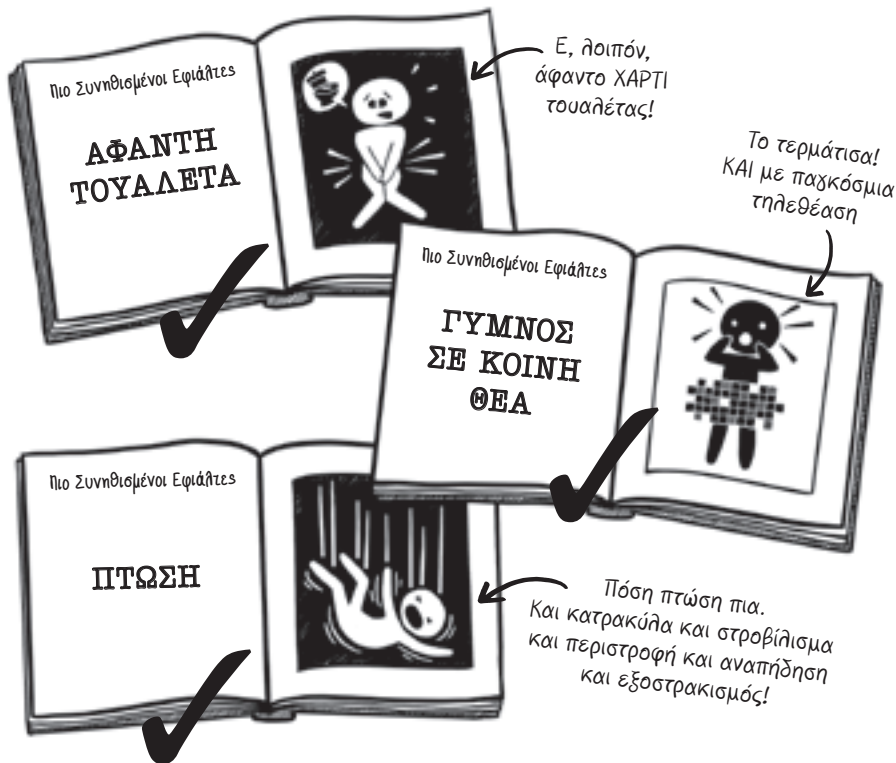 Πιο Συνηθισμένοι Εφιάλτες
ΑΦΑΝΤΗ
ΤΟΥΑΛΕΤΑ
Ε, λοιπόν,
άφαντο ΧΑΡΤΙ
τουαλέτας!
Το τερμάτισα!
ΚΑΙ με παγκόσμια
τηλεθέαση
Πιο Συνηθισμένοι Εφιάλτες
ΓΥΜΝΟΣ
ΣΕ ΚΟΙΝΗ
ΘΕΑ
Πιο Συνηθισμένοι Εφιάλτες
ΠΤΩΣΗ
Πόση πτώση πια.
Και κατρακύλα και στροβίλισμα
και περιστροφή και αναπήδηση
και εξοστρακισμός!